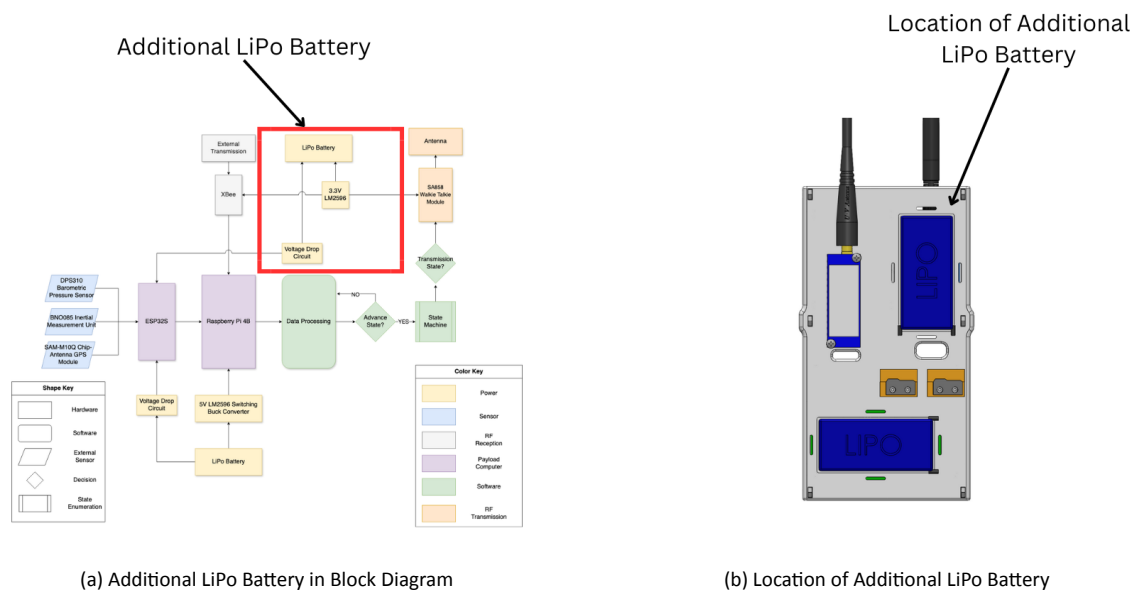 Additional LiPo Battery
External
Transmission
LiPo Battery
Antenna
XBee
3.3V
LM2596
SA858
Walkie Talkie
Module
Voltage Drop
Circuit
Transmission
State?
DPS310
Barometric
Pressure Sensor
BNO085 Inertial
Measurement Unit
SAM-M10Q Chip-
Antenna GPS
Module
ESP32S
Raspberry Pi 4B
Data Processing
NO
Advance
State?
YES
State
Machine
Shape Key
Hardware
Software
External
Sensor
Decision
State
Enumeration
Voltage Drop
Circuit
5V LM2596 Switching
Buck Converter
LiPo Battery
Color Key
Power
Sensor
RF
Reception
Payload
Computer
Software
RF
Transmission
(a) Additional LiPo Battery in Block Diagram
Location of Additional
LiPo Battery
LIPO
LIPO
(b) Location of Additional LiPo Battery